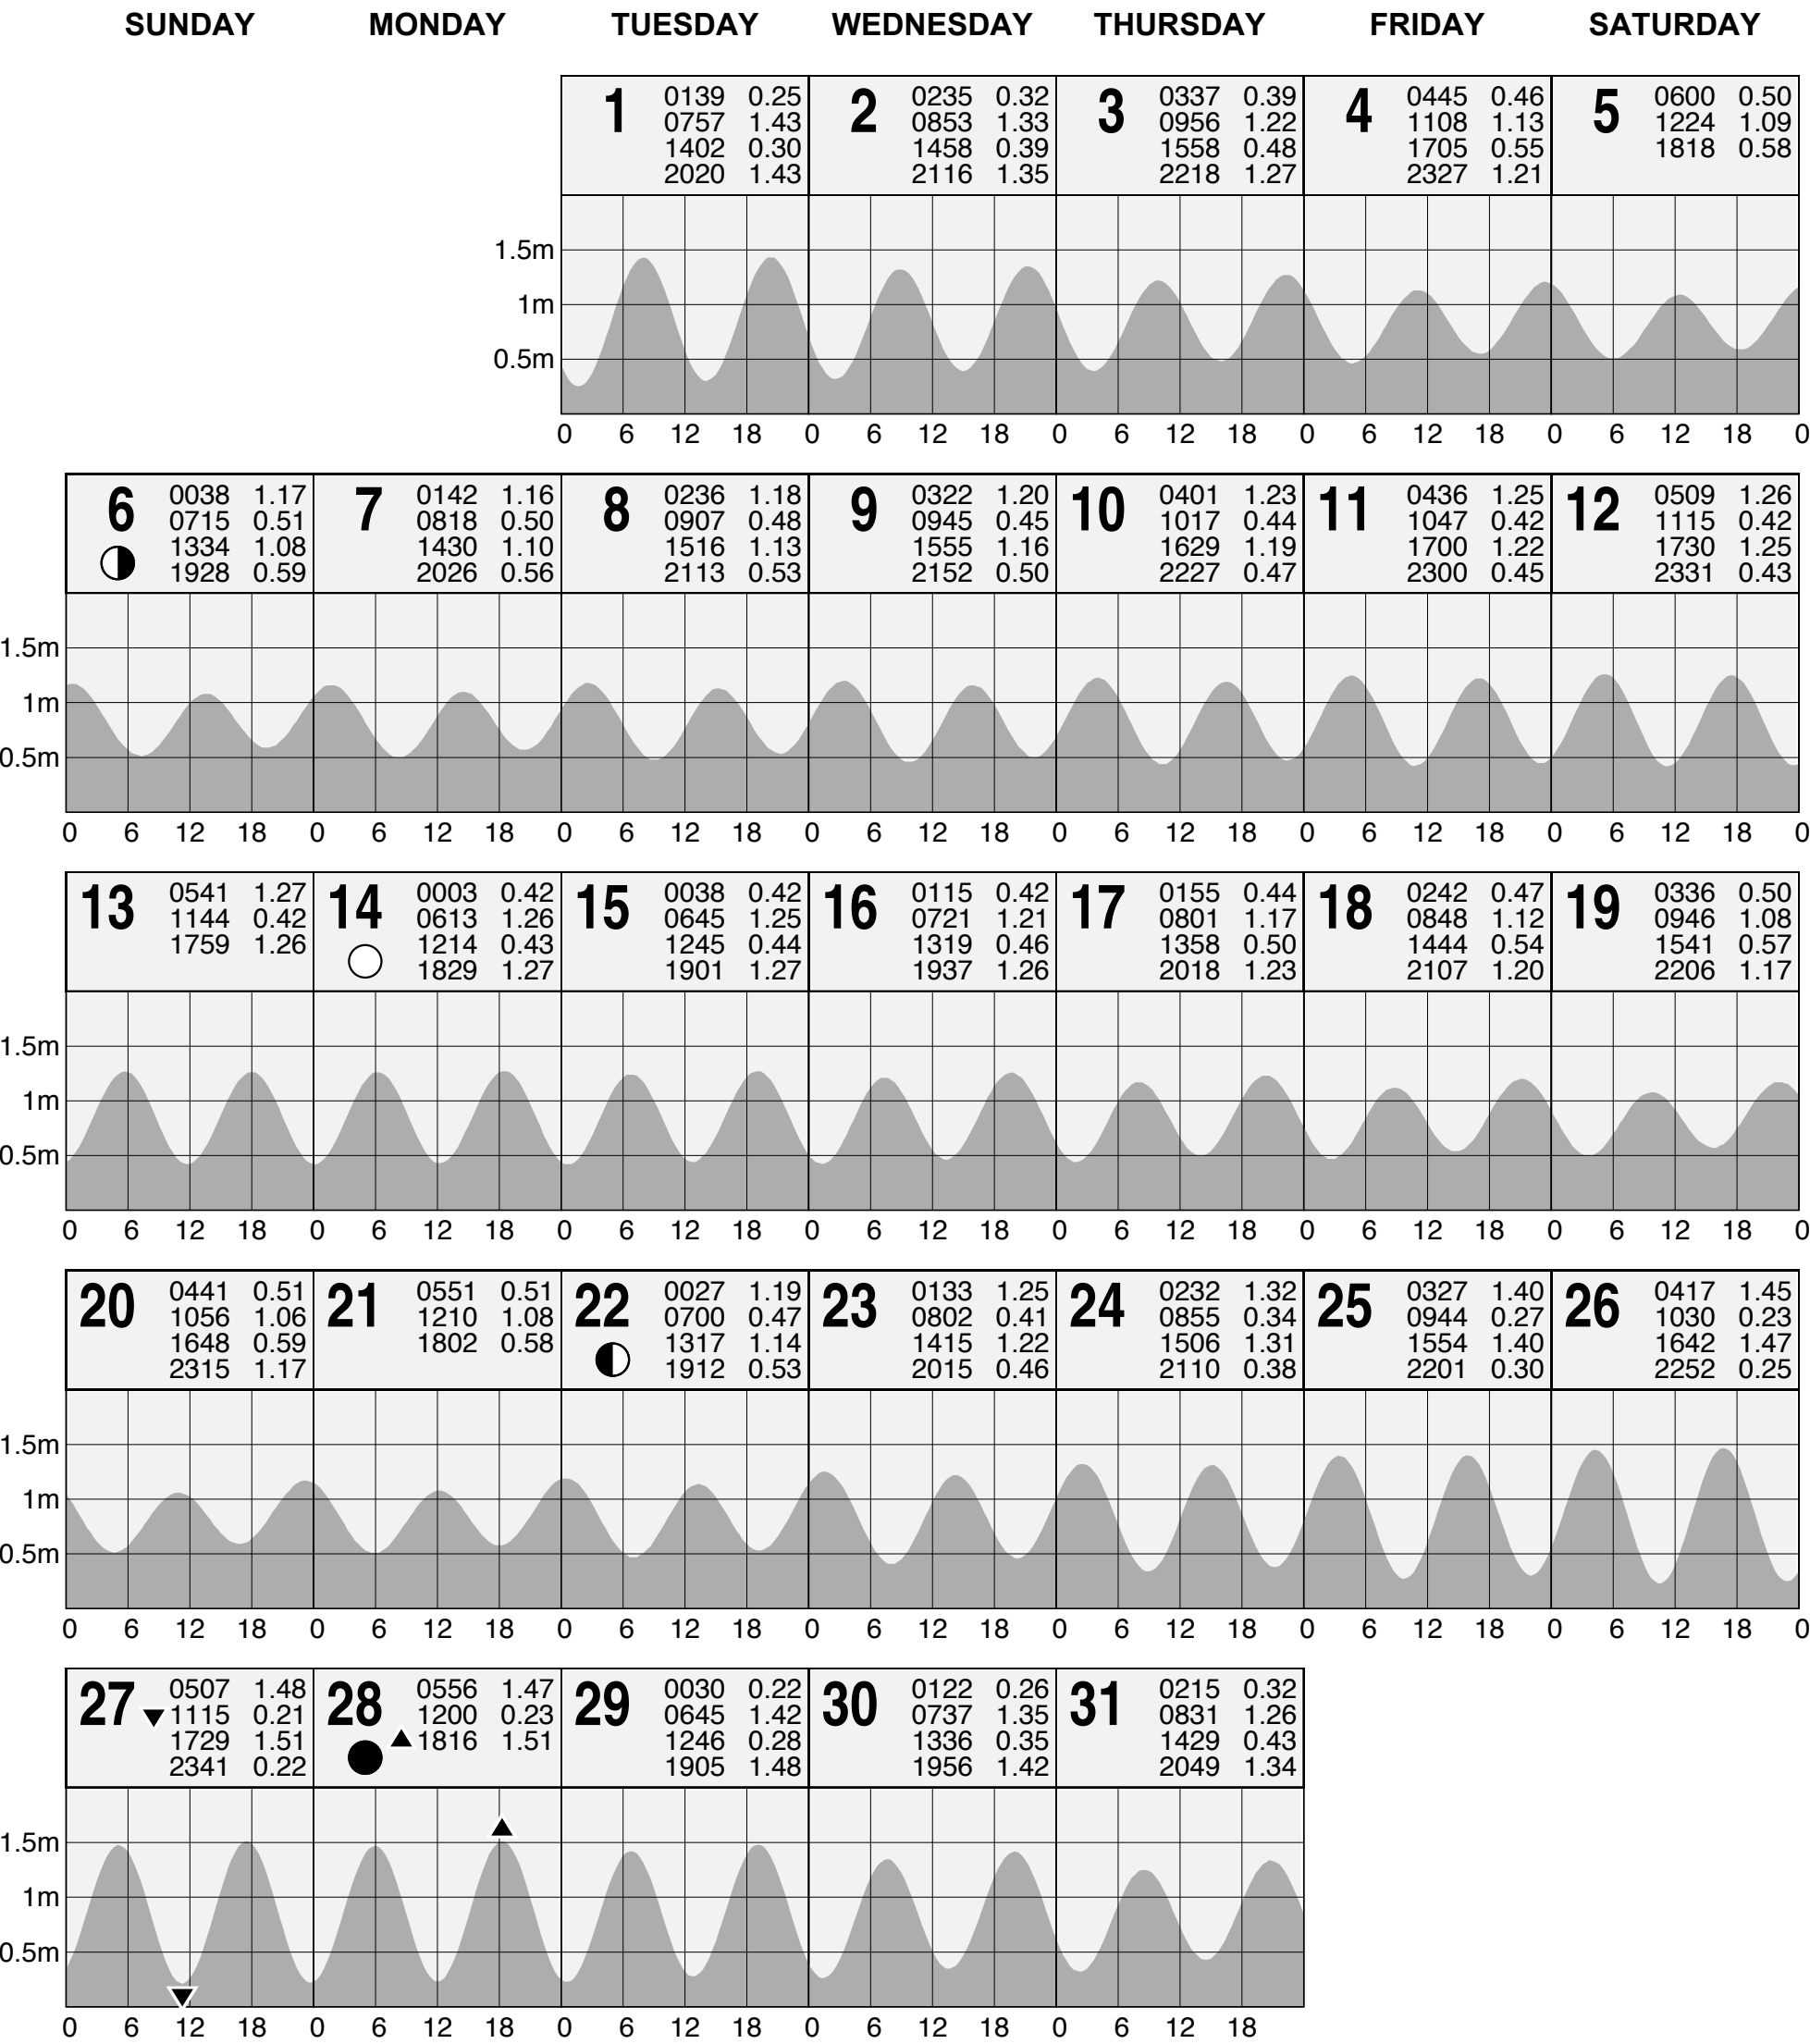 SUNDAY MONDAY TUESDAY WEDNESDAY THURSDAY FRIDAY SATURDAY
1 0139 0.25
0757 1.43
1402 0.30
2020 1.43
2 0235 0.32
0853 1.33
1458 0.39
2116 1.35
3 0337 0.39
0956 1.22
1558 0.48
2218 1.27
4 0445 0.46
1108 1.13
1705 0.55
2327 1.21
5 0600 0.50
1224 1.09
1818 0.58
1.5m
1m
0.5m
0 6 12 18 0 6 12 18 0 6 12 18 0 6 12 18 0 6 12 18 0
6 0038 1.17
0715 0.51
1334 1.08
1928 0.59
7 0142 1.16
0818 0.50
1430 1.10
2026 0.56
8 0236 1.18
0907 0.48
1516 1.13
2113 0.53
9 0322 1.20
0945 0.45
1555 1.16
2152 0.50
10 0401 1.23
1017 0.44
1629 1.19
2227 0.47
11 0436 1.25
1047 0.42
1700 1.22
2300 0.45
12 0509 1.26
1115 0.42
1730 1.25
2331 0.43
1.5m
1m
0.5m
0 6 12 18 0 6 12 18 0 6 12 18 0 6 12 18 0 6 12 18 0 6 12 18 0 6 12 18 0
13 0541 1.27
1144 0.42
1759 1.26
14 0003 0.42
0613 1.26
1214 0.43
1829 1.27
15 0038 0.42
0645 1.25
1245 0.44
1901 1.27
16 0115 0.42
0721 1.21
1319 0.46
1937 1.26
17 0155 0.44
0801 1.17
1358 0.50
2018 1.23
18 0242 0.47
0848 1.12
1444 0.54
2107 1.20
19 0336 0.50
0946 1.08
1541 0.57
2206 1.17
1.5m
1m
0.5m
0 6 12 18 0 6 12 18 0 6 12 18 0 6 12 18 0 6 12 18 0 6 12 18 0 6 12 18 0
20 0441 0.51
1056 1.06
1648 0.59
2315 1.17
21 0551 0.51
1210 1.08
1802 0.58
22 0027 1.19
0700 0.47
1317 1.14
1912 0.53
23 0133 1.25
0802 0.41
1415 1.22
2015 0.46
24 0232 1.32
0855 0.34
1506 1.31
2110 0.38
25 0327 1.40
0944 0.27
1554 1.40
2201 0.30
26 0417 1.45
1030 0.23
1642 1.47
2252 0.25
1.5m
1m
0.5m
0 6 12 18 0 6 12 18 0 6 12 18 0 6 12 18 0 6 12 18 0 6 12 18 0 6 12 18 0
27 0507 1.48
1115 0.21
1729 1.51
2341 0.22
28 0556 1.47
1200 0.23
1816 1.51
29 0030 0.22
0645 1.42
1246 0.28
1905 1.48
30 0122 0.26
0737 1.35
1336 0.35
1956 1.42
31 0215 0.32
0831 1.26
1429 0.43
2049 1.34
1.5m
1m
0.5m
0 6 12 18 0 6 12 18 0 6 12 18 0 6 12 18 0 6 12 18